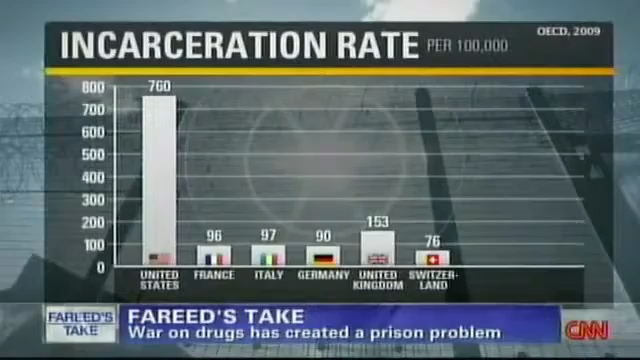 OECD, 2009
INCARCERATION RATE PER 100,000
800
700
600
500
400
300
200
100
0
760
96
97
90
153
76
UNITED STATES
FRANCE
ITALY
GERMANY
UNITED KINGDOM
SWITZER-
LAND
FAREED'S TAKE
FAREED'S TAKE
War on drugs has created a prison problem
CNN